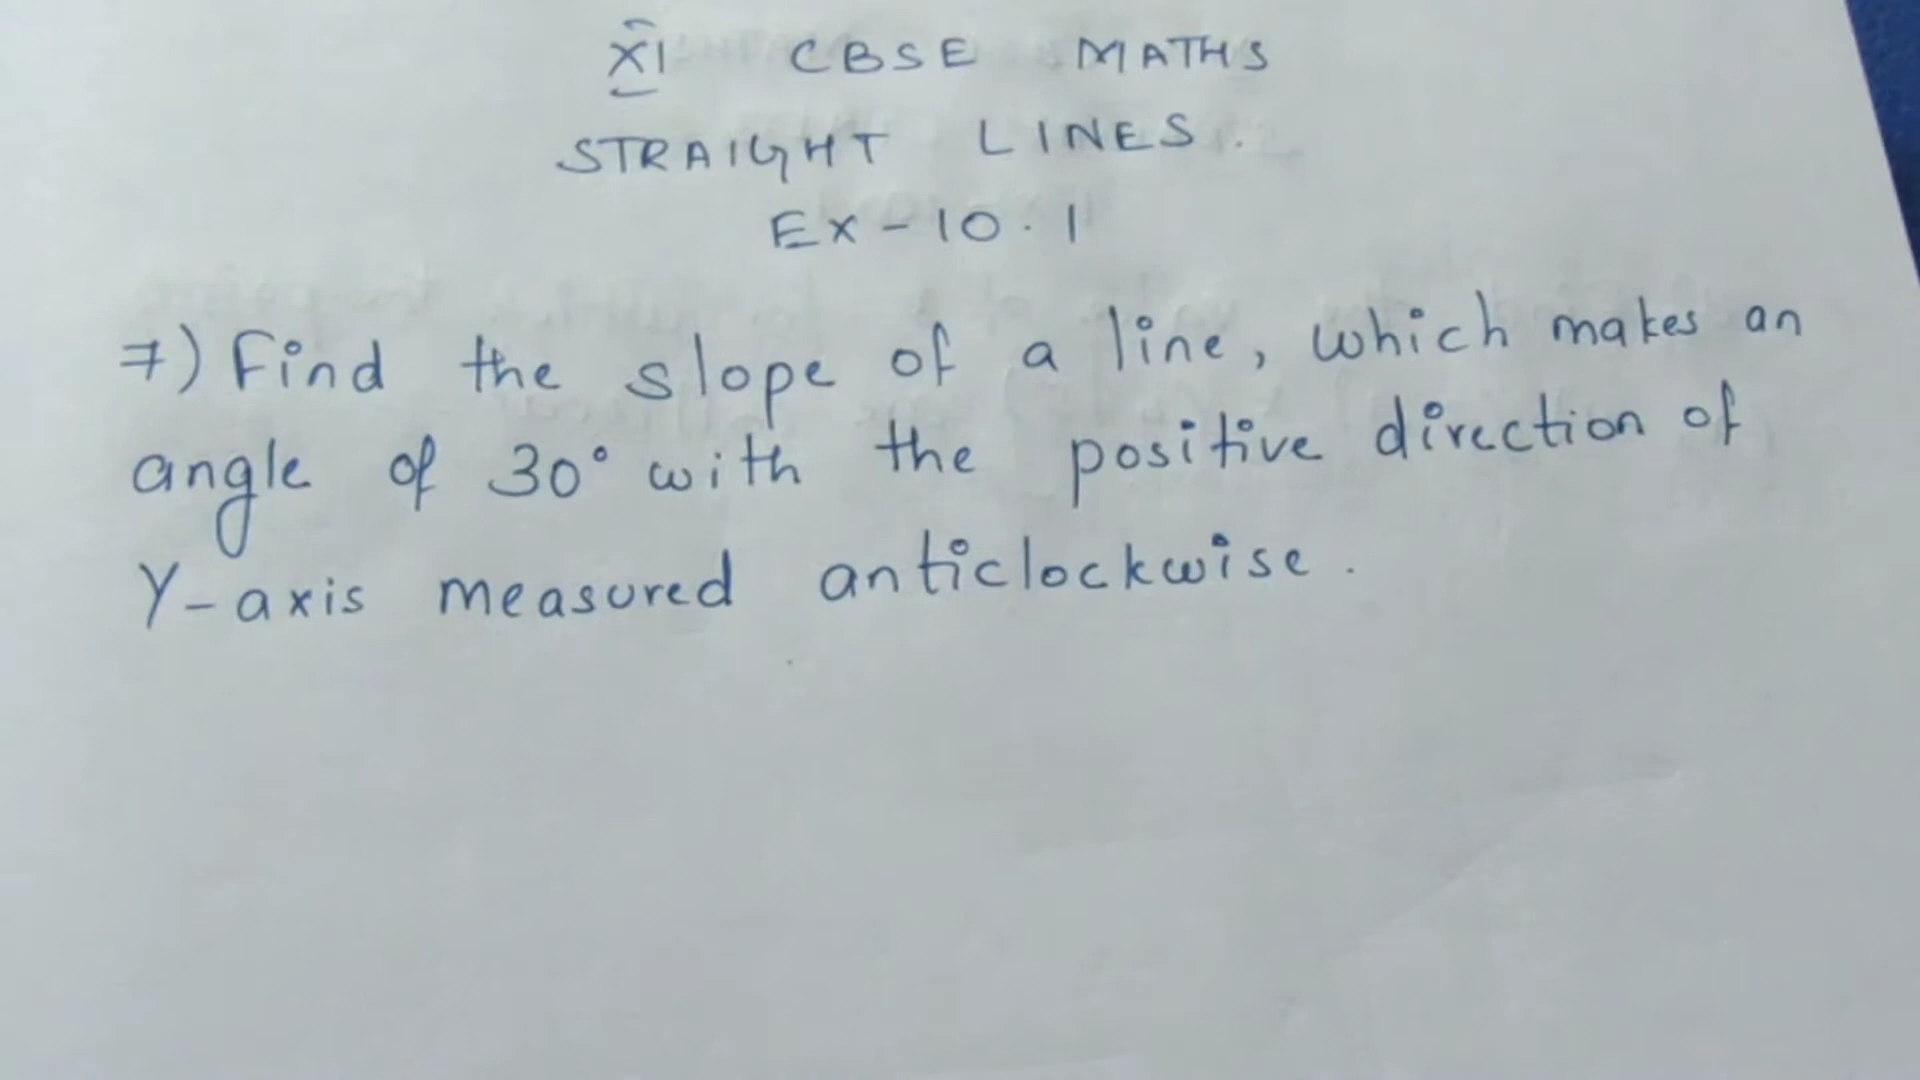 XI CBSE MATHS
STRAIGHT LINES.
Ex-10.1
7) Find the slope of a line, which makes an
angle of 30° with the positive direction of
Y-axis measured anticlockwise.